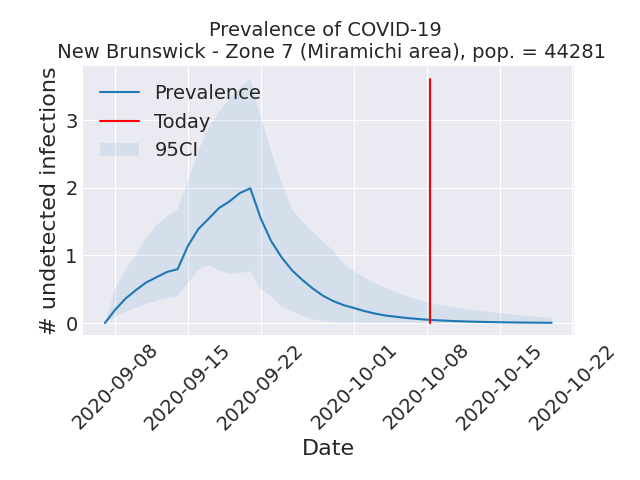 Prevalence of COVID-19
New Brunswick - Zone 7 (Miramichi area), pop. = 44281
# undetected infections
3
2
1
0
Prevalence
Today
95CI
2020-09-08
2020-09-15
2020-09-22
2020-10-01
2020-10-08
2020-10-15
2020-10-22
Date